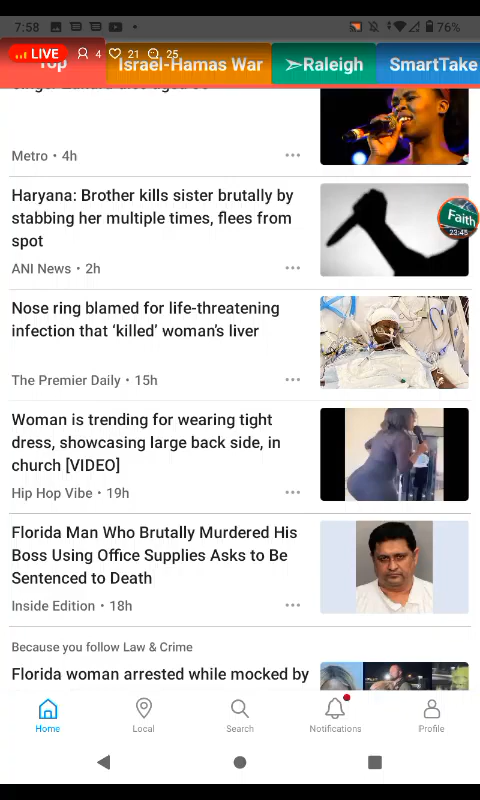 7:58
76%
LIVE 4 21 25
Top Israel-Hamas War Raleigh SmartTake
Metro • 4h
Haryana: Brother kills sister brutally by
stabbing her multiple times, flees from
spot
ANI News • 2h
Faith
23:45
Nose ring blamed for life-threatening
infection that ‘killed’ woman's liver
The Premier Daily • 15h
Woman is trending for wearing tight
dress, showcasing large back side, in
church [VIDEO]
Hip Hop Vibe • 19h
Florida Man Who Brutally Murdered His
Boss Using Office Supplies Asks to Be
Sentenced to Death
Inside Edition • 18h
Because you follow Law & Crime
Florida woman arrested while mocked by
Home Local Search Notifications Profile